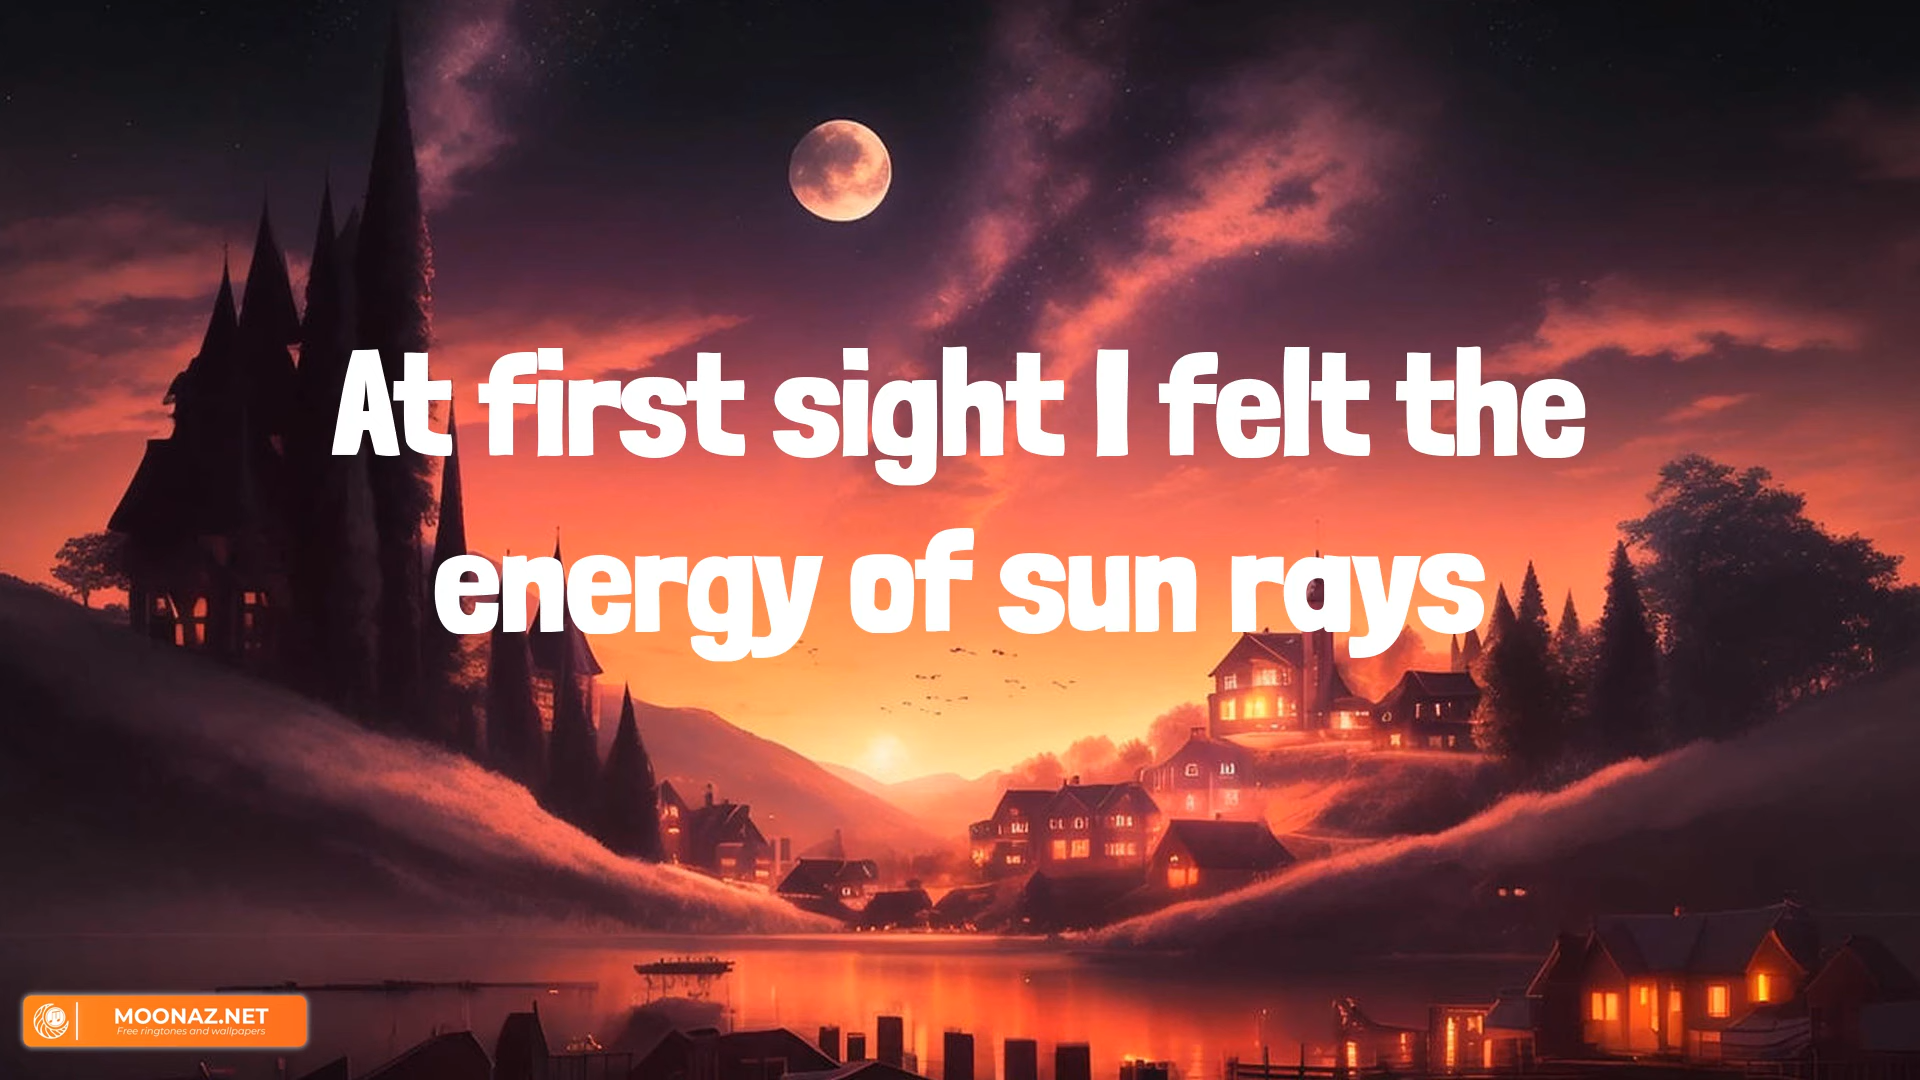 At first sight I felt the
energy of sun rays
MOONAZ.NET
Free ringtones and wallpapers